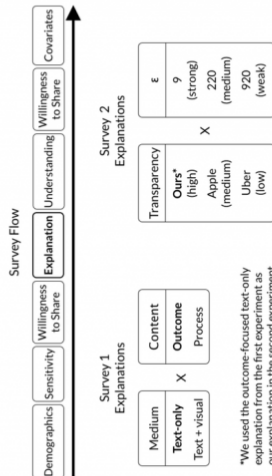 Survey Flow
Demographics
Sensitivity
Willingness
to Share
Explanation
Understanding
Willingness
to Share
Covariates
Survey 1
Explanations
Medium
Text-only
Text + visual
X
Content
Outcome
Process
Survey 2
Explanations
Transparency
Ours*
(high)
Apple
(medium)
Uber
(low)
X
ε
9
(strong)
220
(medium)
920
(weak)
*We used the outcome-focused text-only
explanation from the first experiment as
our explanation in the second experiment